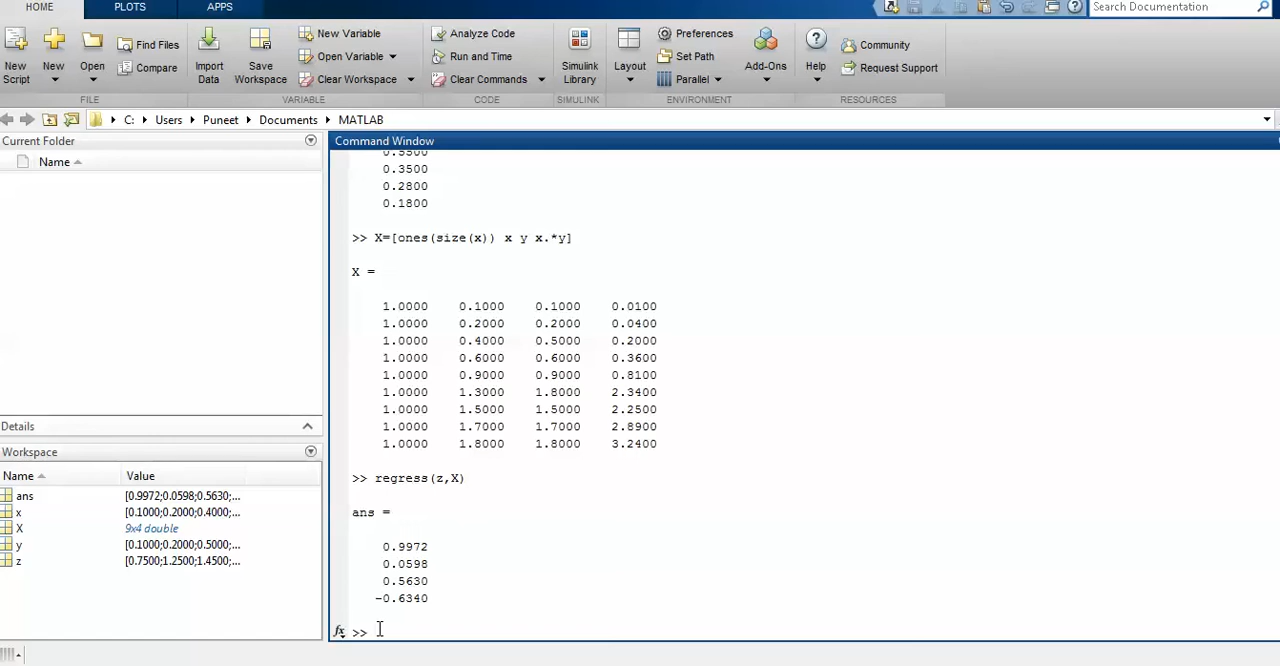 HOME PLOTS APPS
Search Documentation
New Script
New
Open
Find Files
Compare
Import Data
Save Workspace
New Variable
Open Variable
Clear Workspace
Analyze Code
Run and Time
Clear Commands
Simulink Library
Layout
Preferences
Set Path
Parallel
Add-Ons
Help
Community
Request Support
FILE VARIABLE CODE SIMULINK ENVIRONMENT RESOURCES
C: Users Puneet Documents MATLAB
Current Folder
Name
Details
Workspace
Name Value
ans [0.9972;0.0598;0.5630;...
x [0.1000;0.2000;0.4000;...
X 9x4 double
y [0.1000;0.2000;0.5000;...
z [0.7500;1.2500;1.4500;...
Command Window
0.5500
0.3500
0.2800
0.1800
>> X=[ones(size(x)) x y x.*y]
X =
1.0000 0.1000 0.1000 0.0100
1.0000 0.2000 0.2000 0.0400
1.0000 0.4000 0.5000 0.2000
1.0000 0.6000 0.6000 0.3600
1.0000 0.9000 0.9000 0.8100
1.0000 1.3000 1.8000 2.3400
1.0000 1.5000 1.5000 2.2500
1.0000 1.7000 1.7000 2.8900
1.0000 1.8000 1.8000 3.2400
>> regress(z,X)
ans =
0.9972
0.0598
0.5630
-0.6340
fx >>